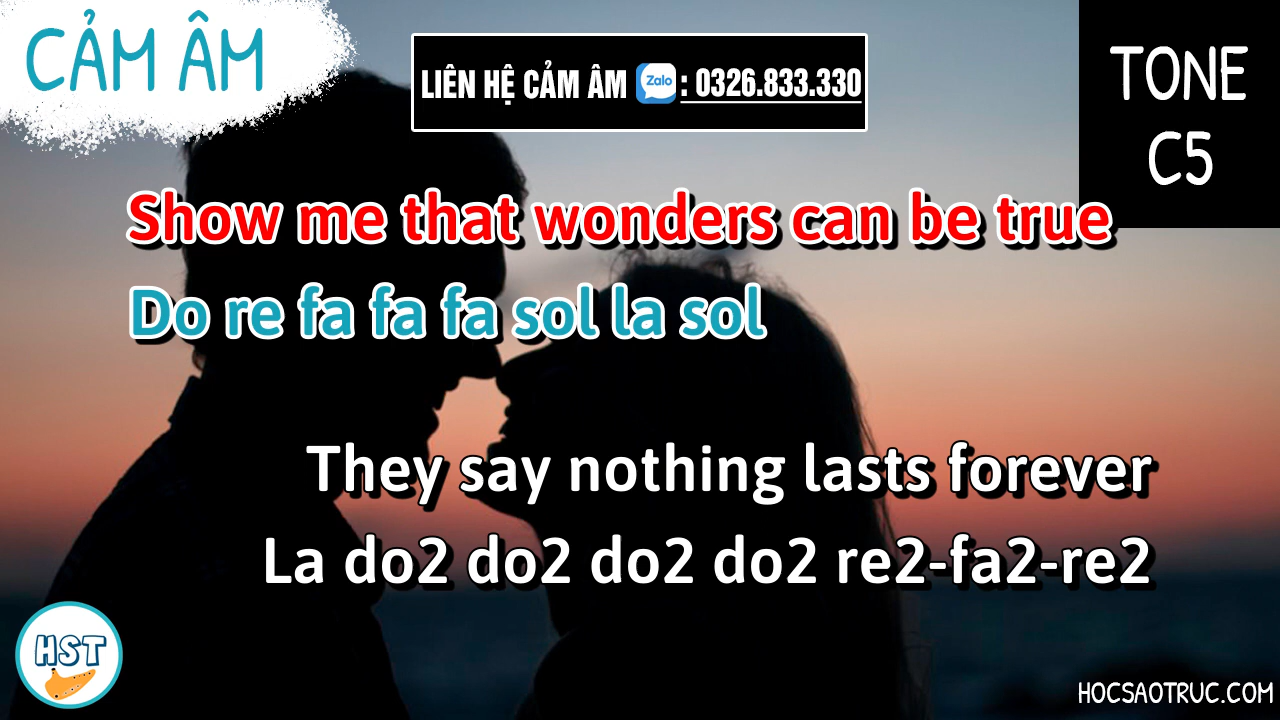 CẢM ÂM
LIÊN HỆ CẢM ÂM Zalo : 0326.833.330
TONE
C5
Show me that wonders can be true
Do re fa fa fa sol la sol
They say nothing lasts forever
La do2 do2 do2 do2 re2-fa2-re2
HST
HOCSAOTRUC.COM